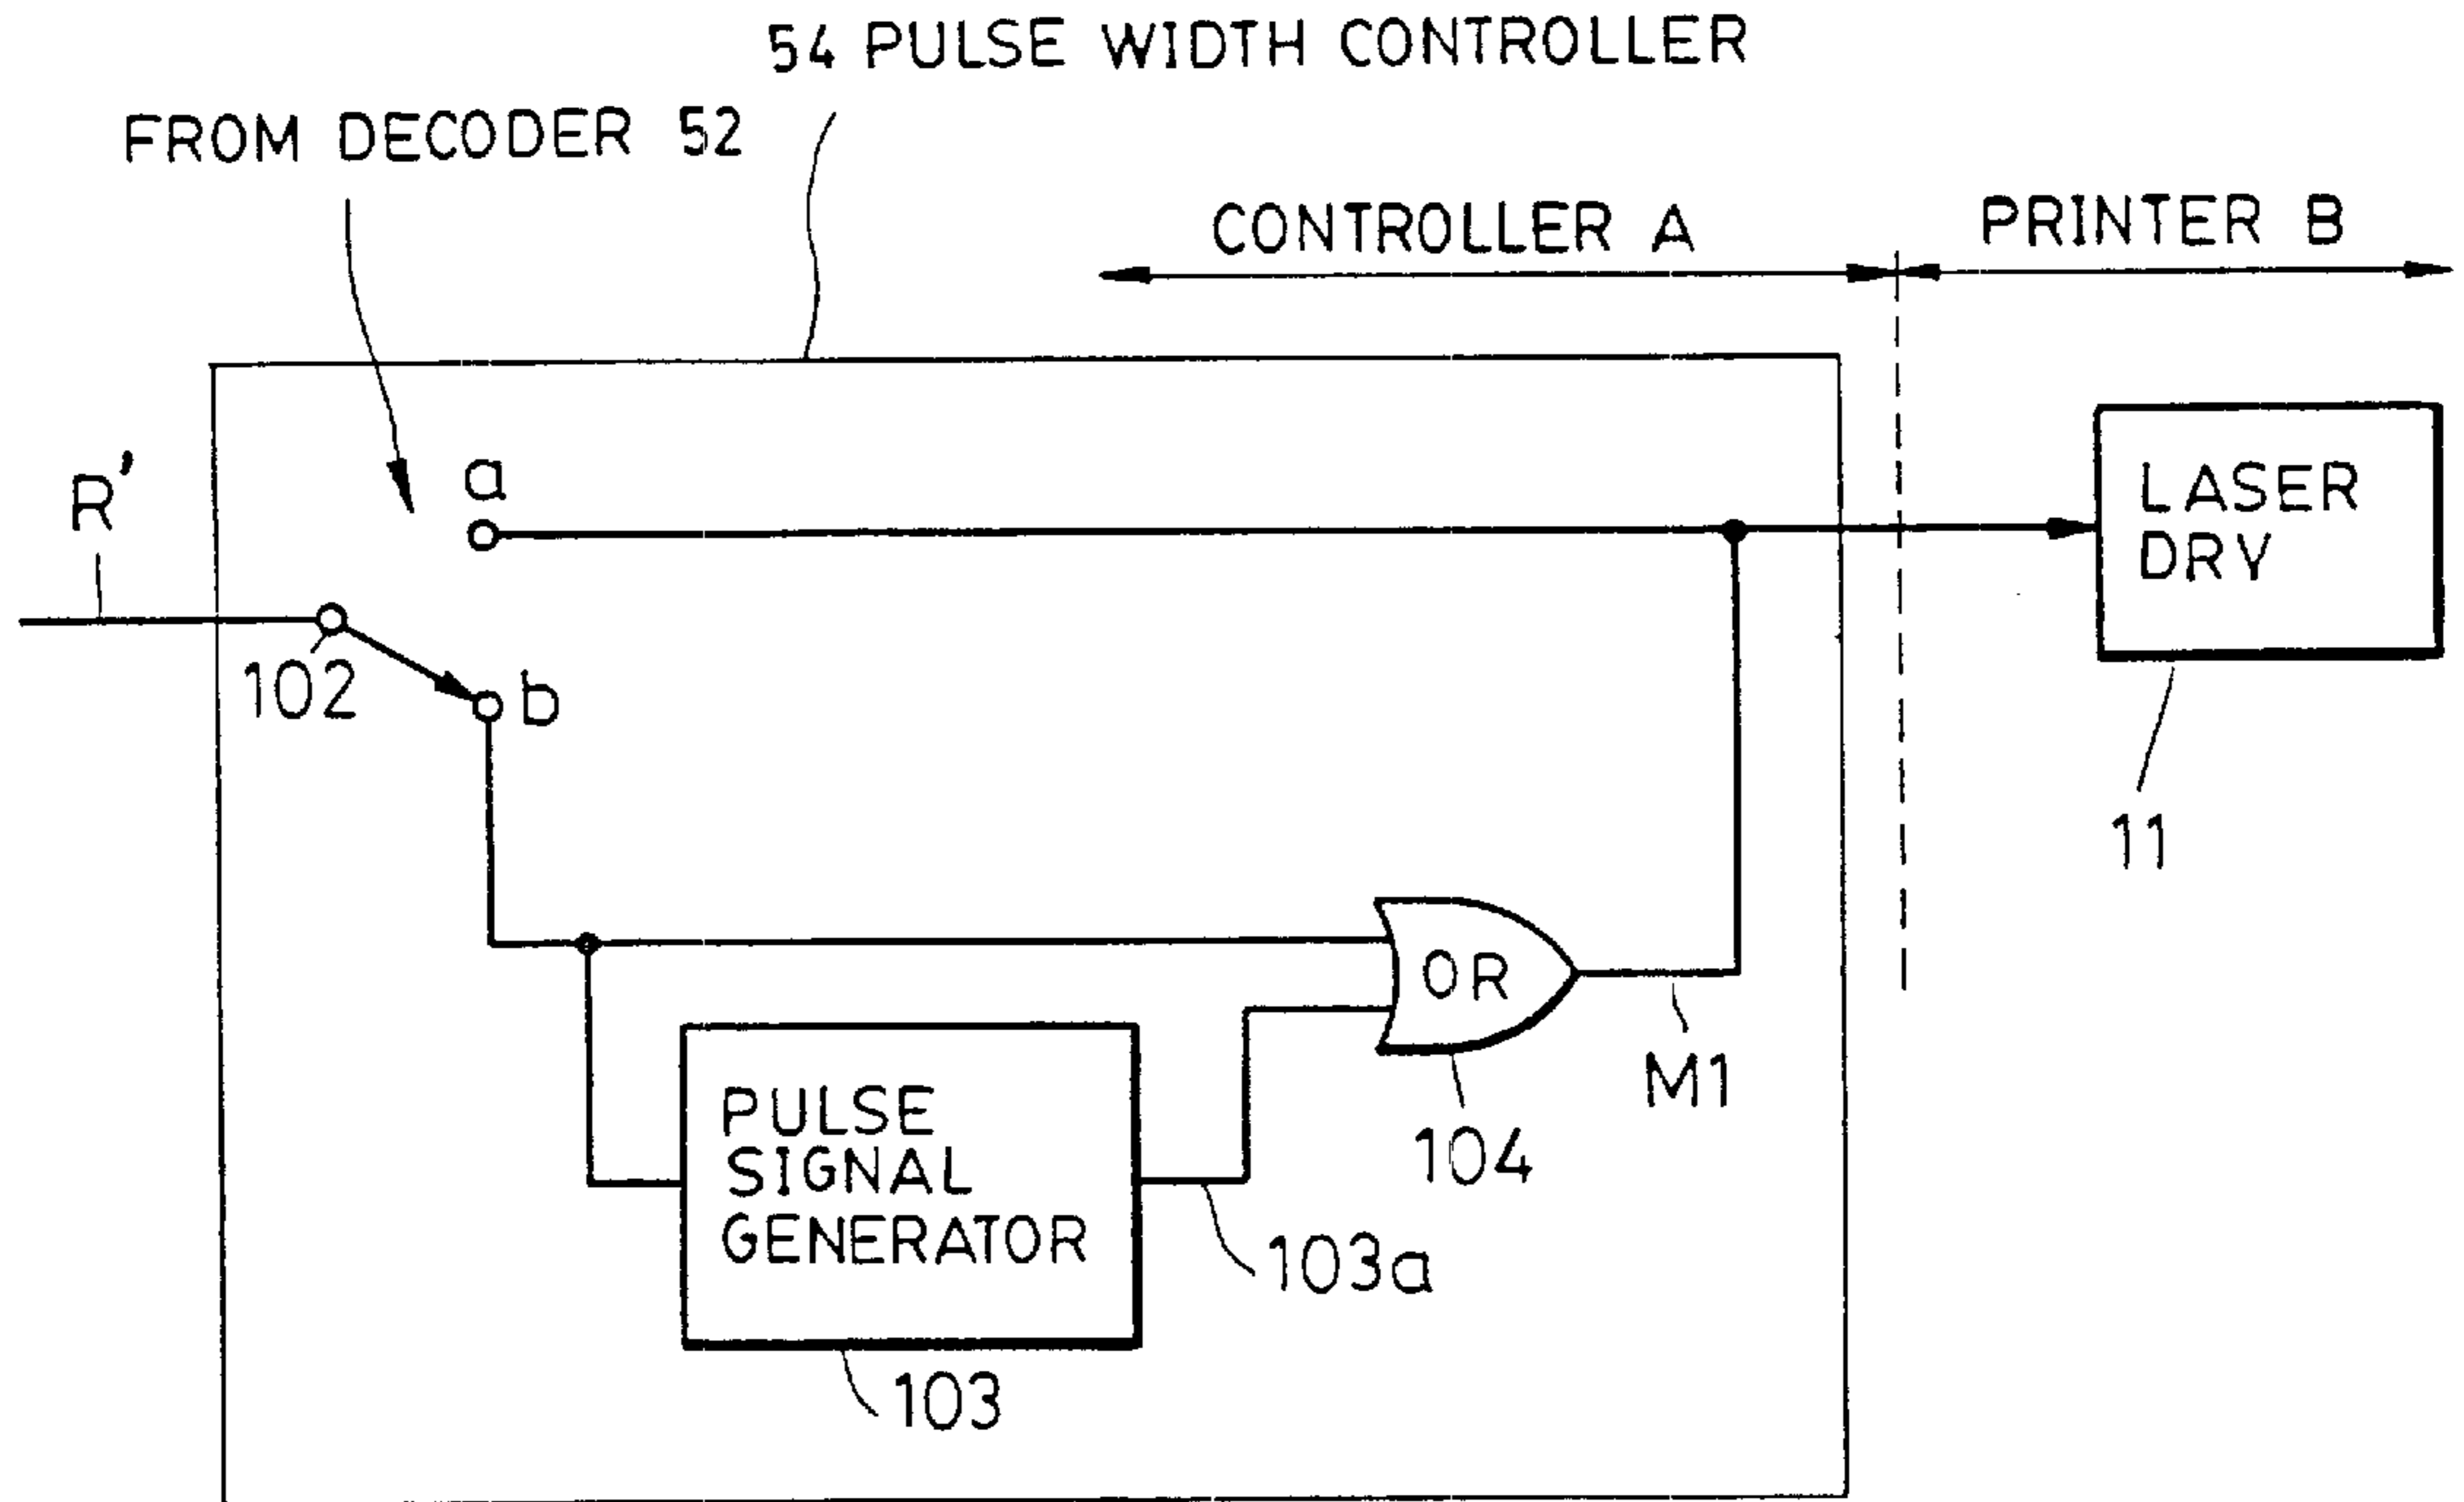 54 PULSE WIDTH CONTROLLER
FROM DECODER 52
CONTROLLER A
PRINTER B
R'
a
LASER
DRY
102
b
11
OR
M1
PULSE
SIGNAL
GENERATOR
104
103a
103